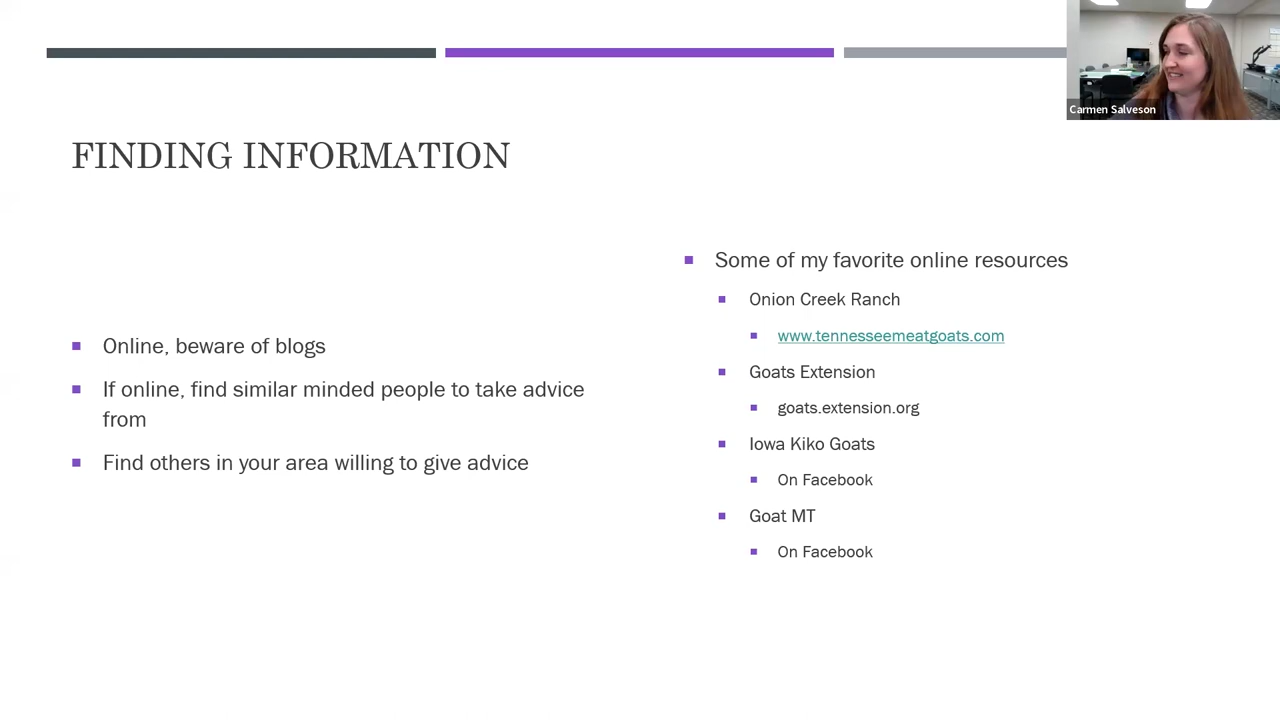 Carmen Salveson
FINDING INFORMATION
Online, beware of blogs
If online, find similar minded people to take advice
from
Find others in your area willing to give advice
Some of my favorite online resources
Onion Creek Ranch
www.tennesseemeatgoats.com
Goats Extension
goats.extension.org
Iowa Kiko Goats
On Facebook
Goat MT
On Facebook